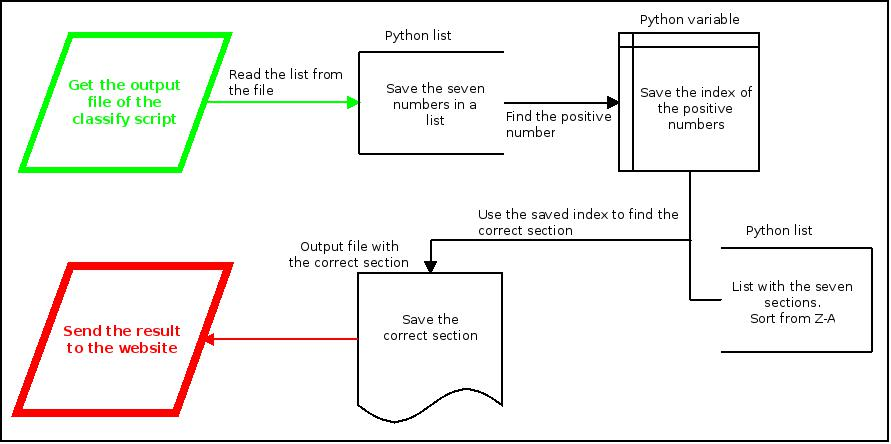 Get the output
file of the
classify script
Read the list from
the file
Python list
Save the seven
numbers in a
list
Find the positive
number
Python variable
Save the index of
the positive
numbers
Use the saved index to find the
correct section
Python list
List with the seven
sections.
Sort from Z-A
Output file with
the correct section
Save the
correct section
Send the result
to the website